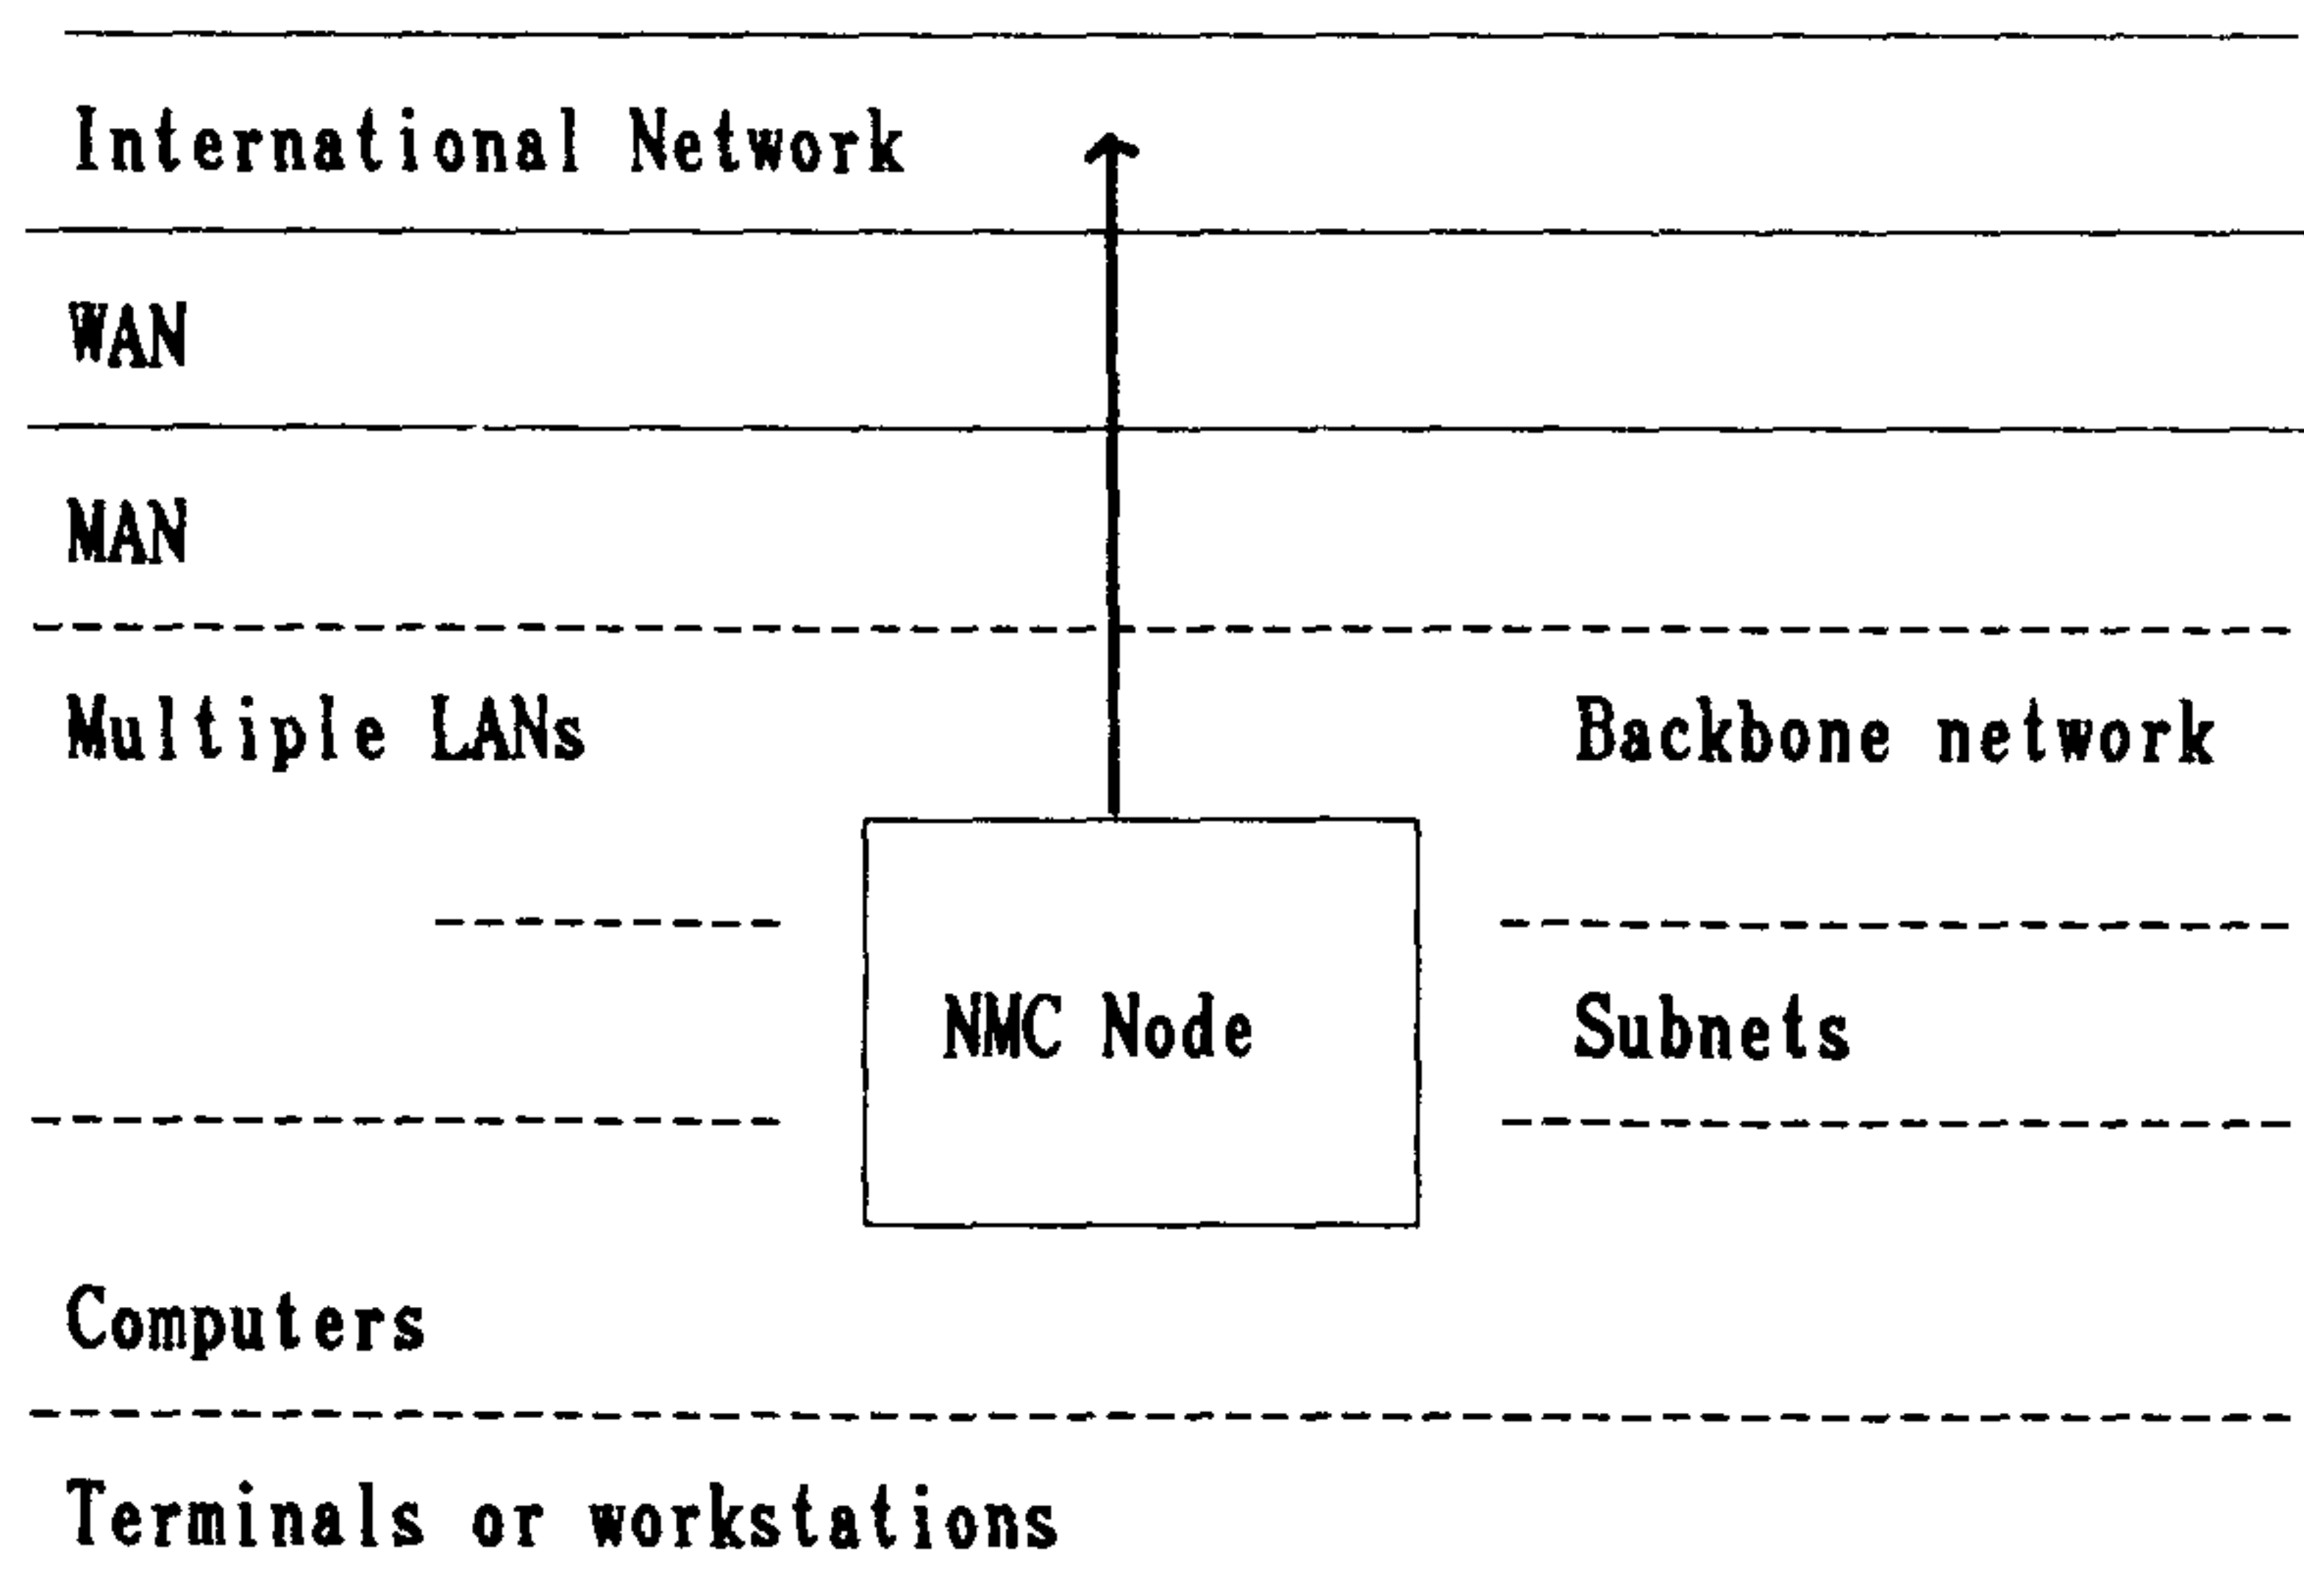 International Network
WAN
MAN
Multiple LANs
Backbone network
NMC Node
Subnets
Computers
Terminals or workstations